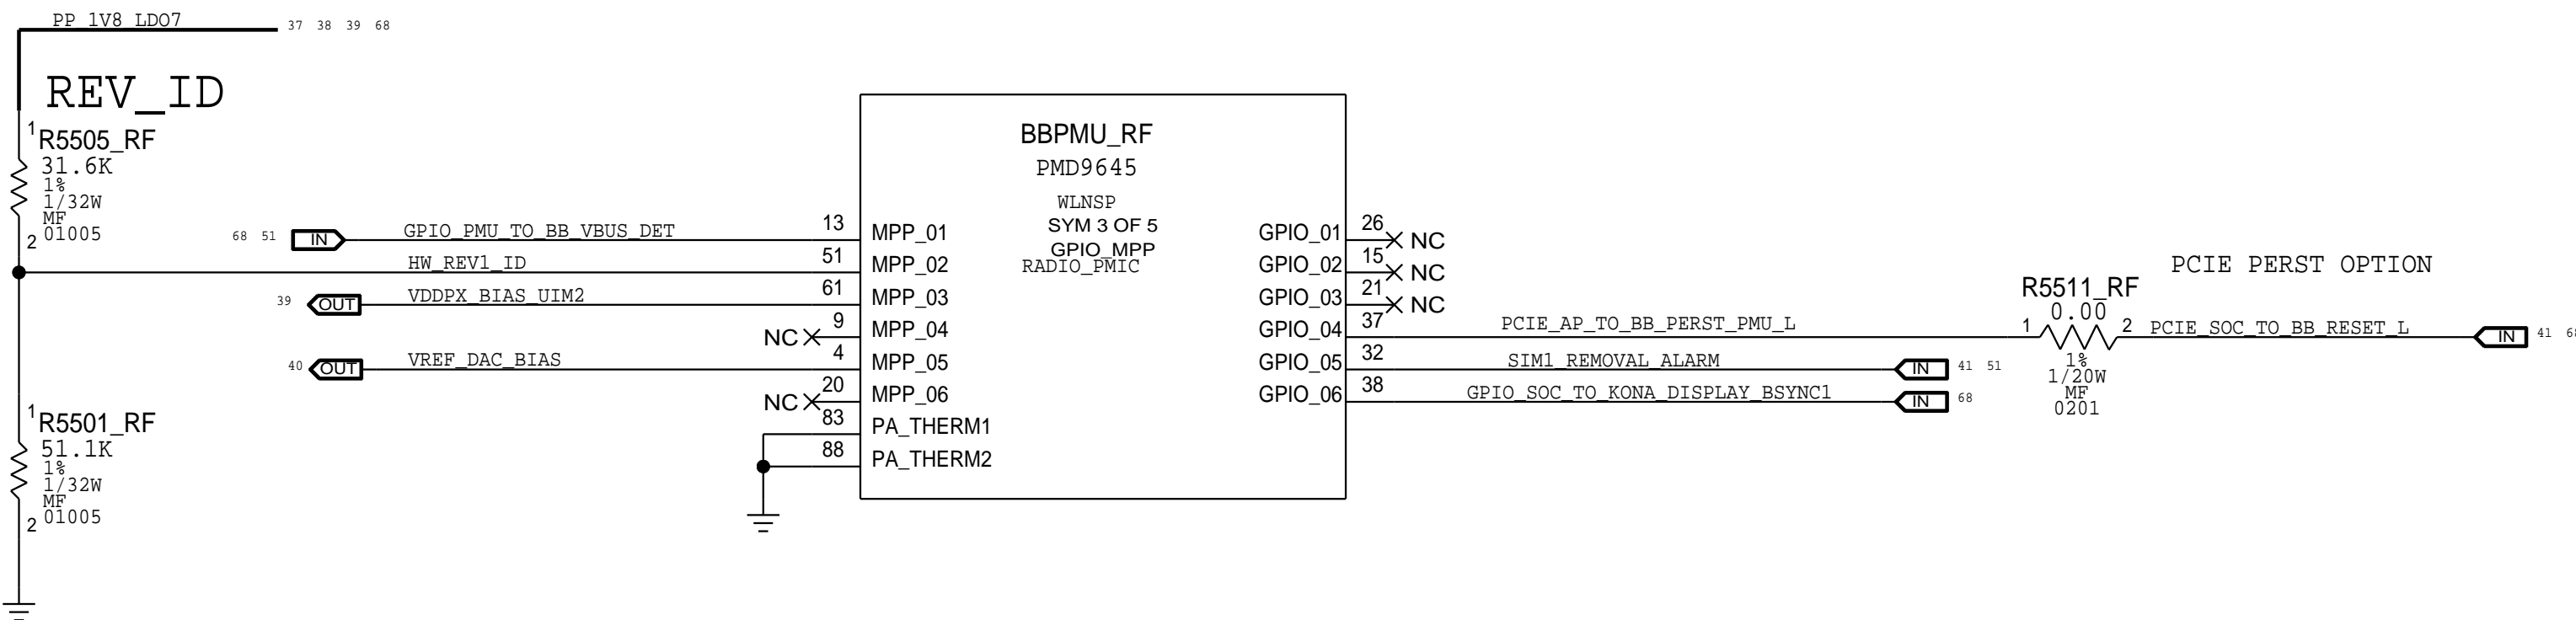 PP_1V8_LDO7 37 38 39 68
REV_ID
1
R5505_RF
31.6K
1%
1/32W
MF
01005
2
1
R5501_RF
51.1K
1%
1/32W
MF
01005
2
68 51 IN GPIO_PMU_TO_BB_VBUS_DET 13 MPP_01
HW_REV1_ID 51 MPP_02
39 OUT VDDPX_BIAS_UIM2 61 MPP_03
NC 9 MPP_04
40 OUT VREF_DAC_BIAS 4 MPP_05
NC 20 MPP_06
83 PA_THERM1
88 PA_THERM2
BBPMU_RF
PMD9645
WLNSP
SYM 3 OF 5
GPIO_MPP
RADIO_PMIC
GPIO_01 26 NC
GPIO_02 15 NC
GPIO_03 21 NC
GPIO_04 37 PCIE_AP_TO_BB_PERST_PMU_L
GPIO_05 32 SIM1_REMOVAL_ALARM IN 41 51
GPIO_06 38 GPIO_SOC_TO_KONA_DISPLAY_BSYNC1 IN 68
PCIE PERST OPTION
R5511_RF
0.00
1 2 PCIE_SOC_TO_BB_RESET_L IN 41
1%
1/20W
MF
0201